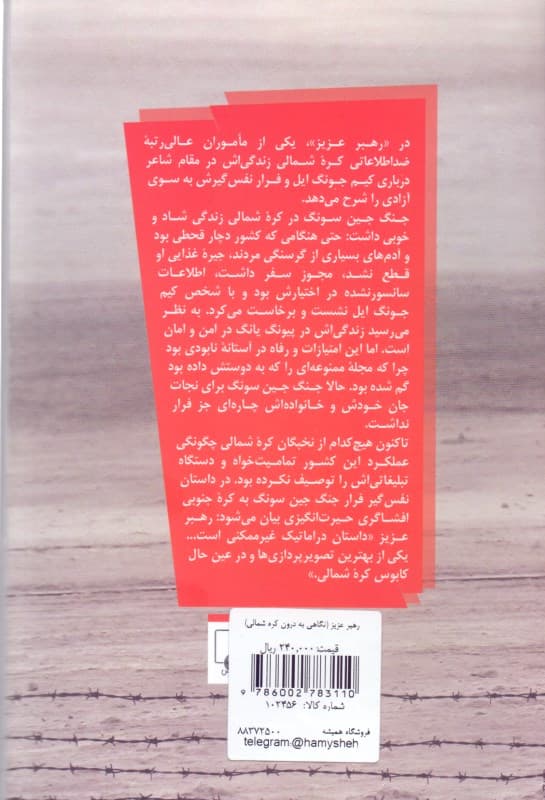 در «رهبر عزیز»، یکی از مأموران عالی‌رتبهٔ
ضداطلاعاتی کرهٔ شمالی زندگی‌اش در مقام شاعر
درباری کیم جونگ ایل و فرار نفس‌گیرش به سوی
آزادی را شرح می‌دهد.
جنگ جین سونگ در کرهٔ شمالی زندگی شاد و
خوبی داشت: حتی هنگامی که کشور دچار قحطی بود
و آدم‌های بسیاری از گرسنگی مردند، جیرهٔ غذایی او
قطع نشد، مجوز سفر داشت، اطلاعات
سانسورنشده در اختیارش بود و با شخص کیم
جونگ ایل نشست و برخاست می‌کرد. به نظر
می‌رسید زندگی‌اش در پیونگ یانگ در امن و امان
است. اما این امتیازات و رفاه در آستانهٔ نابودی بود
چرا که مجلهٔ ممنوعه‌ای را که به دوستش داده بود
گم شده بود. حالا جنگ جین سونگ برای نجات
جان خودش و خانواده‌اش چاره‌ای جز فرار
نداشت.
تاکنون هیچ‌کدام از نخبگان کرهٔ شمالی چگونگی
عملکرد این کشور تمامیت‌خواه و دستگاه
تبلیغاتی‌اش را توصیف نکرده بود. در داستان
نفس‌گیر فرار جنگ جین سونگ به کرهٔ جنوبی
افشاگری حیرت‌انگیزی بیان می‌شود: رهبر
عزیز «داستان دراماتیک غیرممکنی است...
یکی از بهترین تصویرپردازی‌ها و در عین حال
کابوس کرهٔ شمالی.»
رهبر عزیز (نگاهی به درون کره شمالی)
قیمت: ۲۴۰,۰۰۰ ریال
9 786002 783110
شماره کالا: ۱۰۲۴۵۶
فروشگاه همیشه ۸۸۳۷۲۵۰۰
telegram:@hamysheh